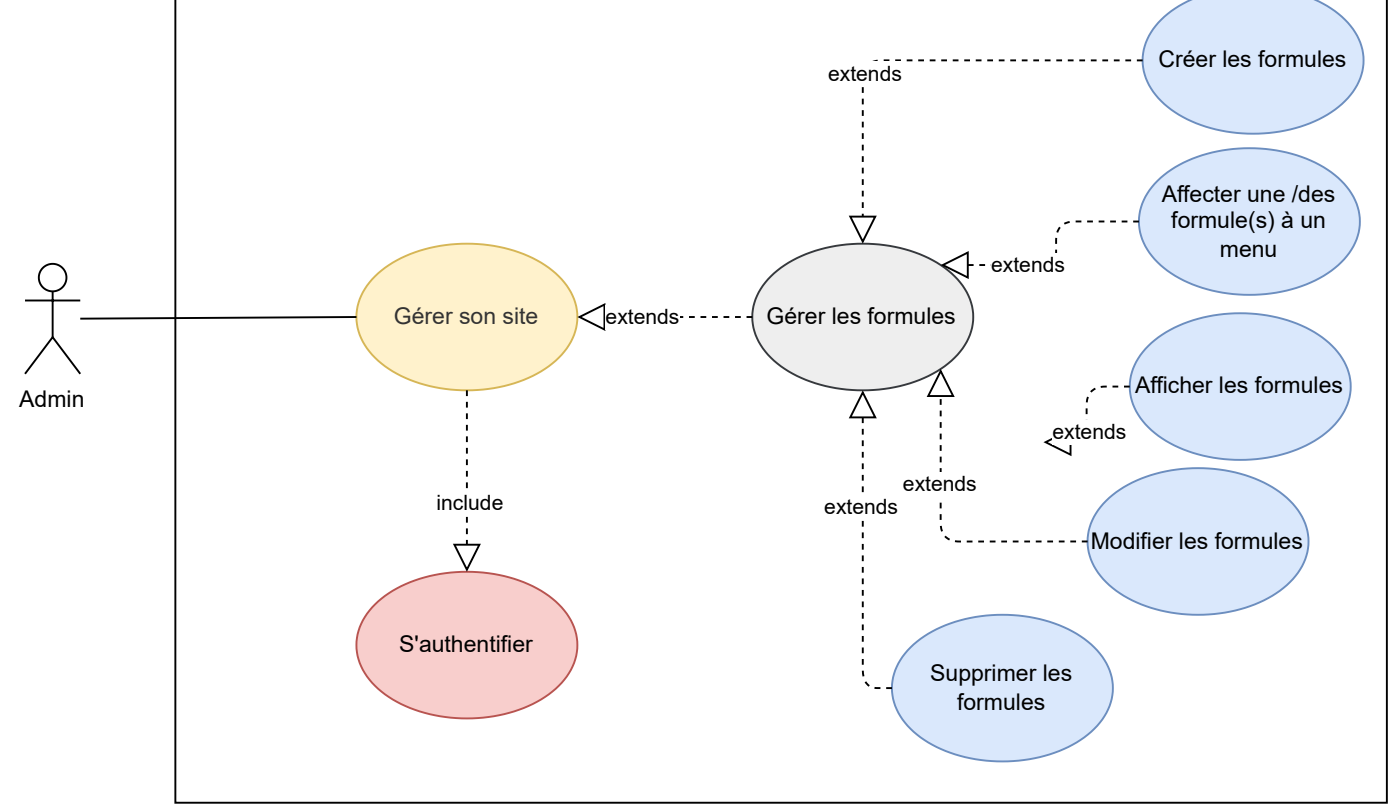 Créer les formules
extends
Affecter une /des
formule(s) à un
menu
extends
Gérer son site
extends
Gérer les formules
Admin
Afficher les formules
extends
extends
include
extends
Modifier les formules
S'authentifier
Supprimer les
formules